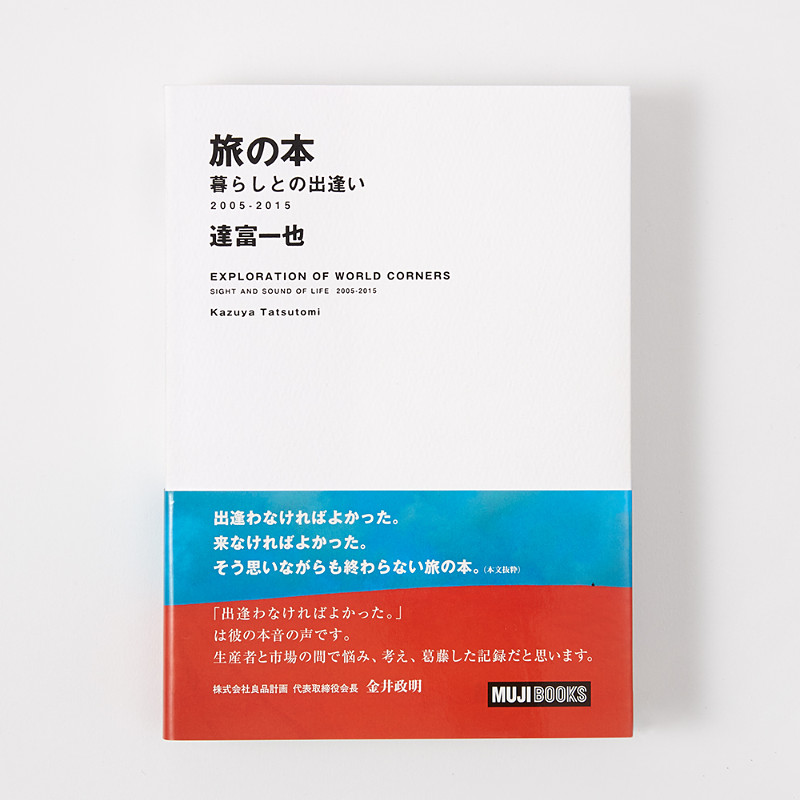 旅の本
暮らしとの出逢い
2005-2015
達富一也
EXPLORATION OF WORLD CORNERS
SIGHT AND SOUND OF LIFE | 2005-2015
Kazuya Tatsutomi
出逢わなければよかった。
来なければよかった。
そう思いながらも終わらない旅の本。(本文抜粋)
「出逢わなければよかった。」
は彼の本音の声です。
生産者と市場の間で悩み、考え、葛藤した記録だと思います。
株式会社良品計画 代表取締役会長 金井政明
MUJI BOOKS